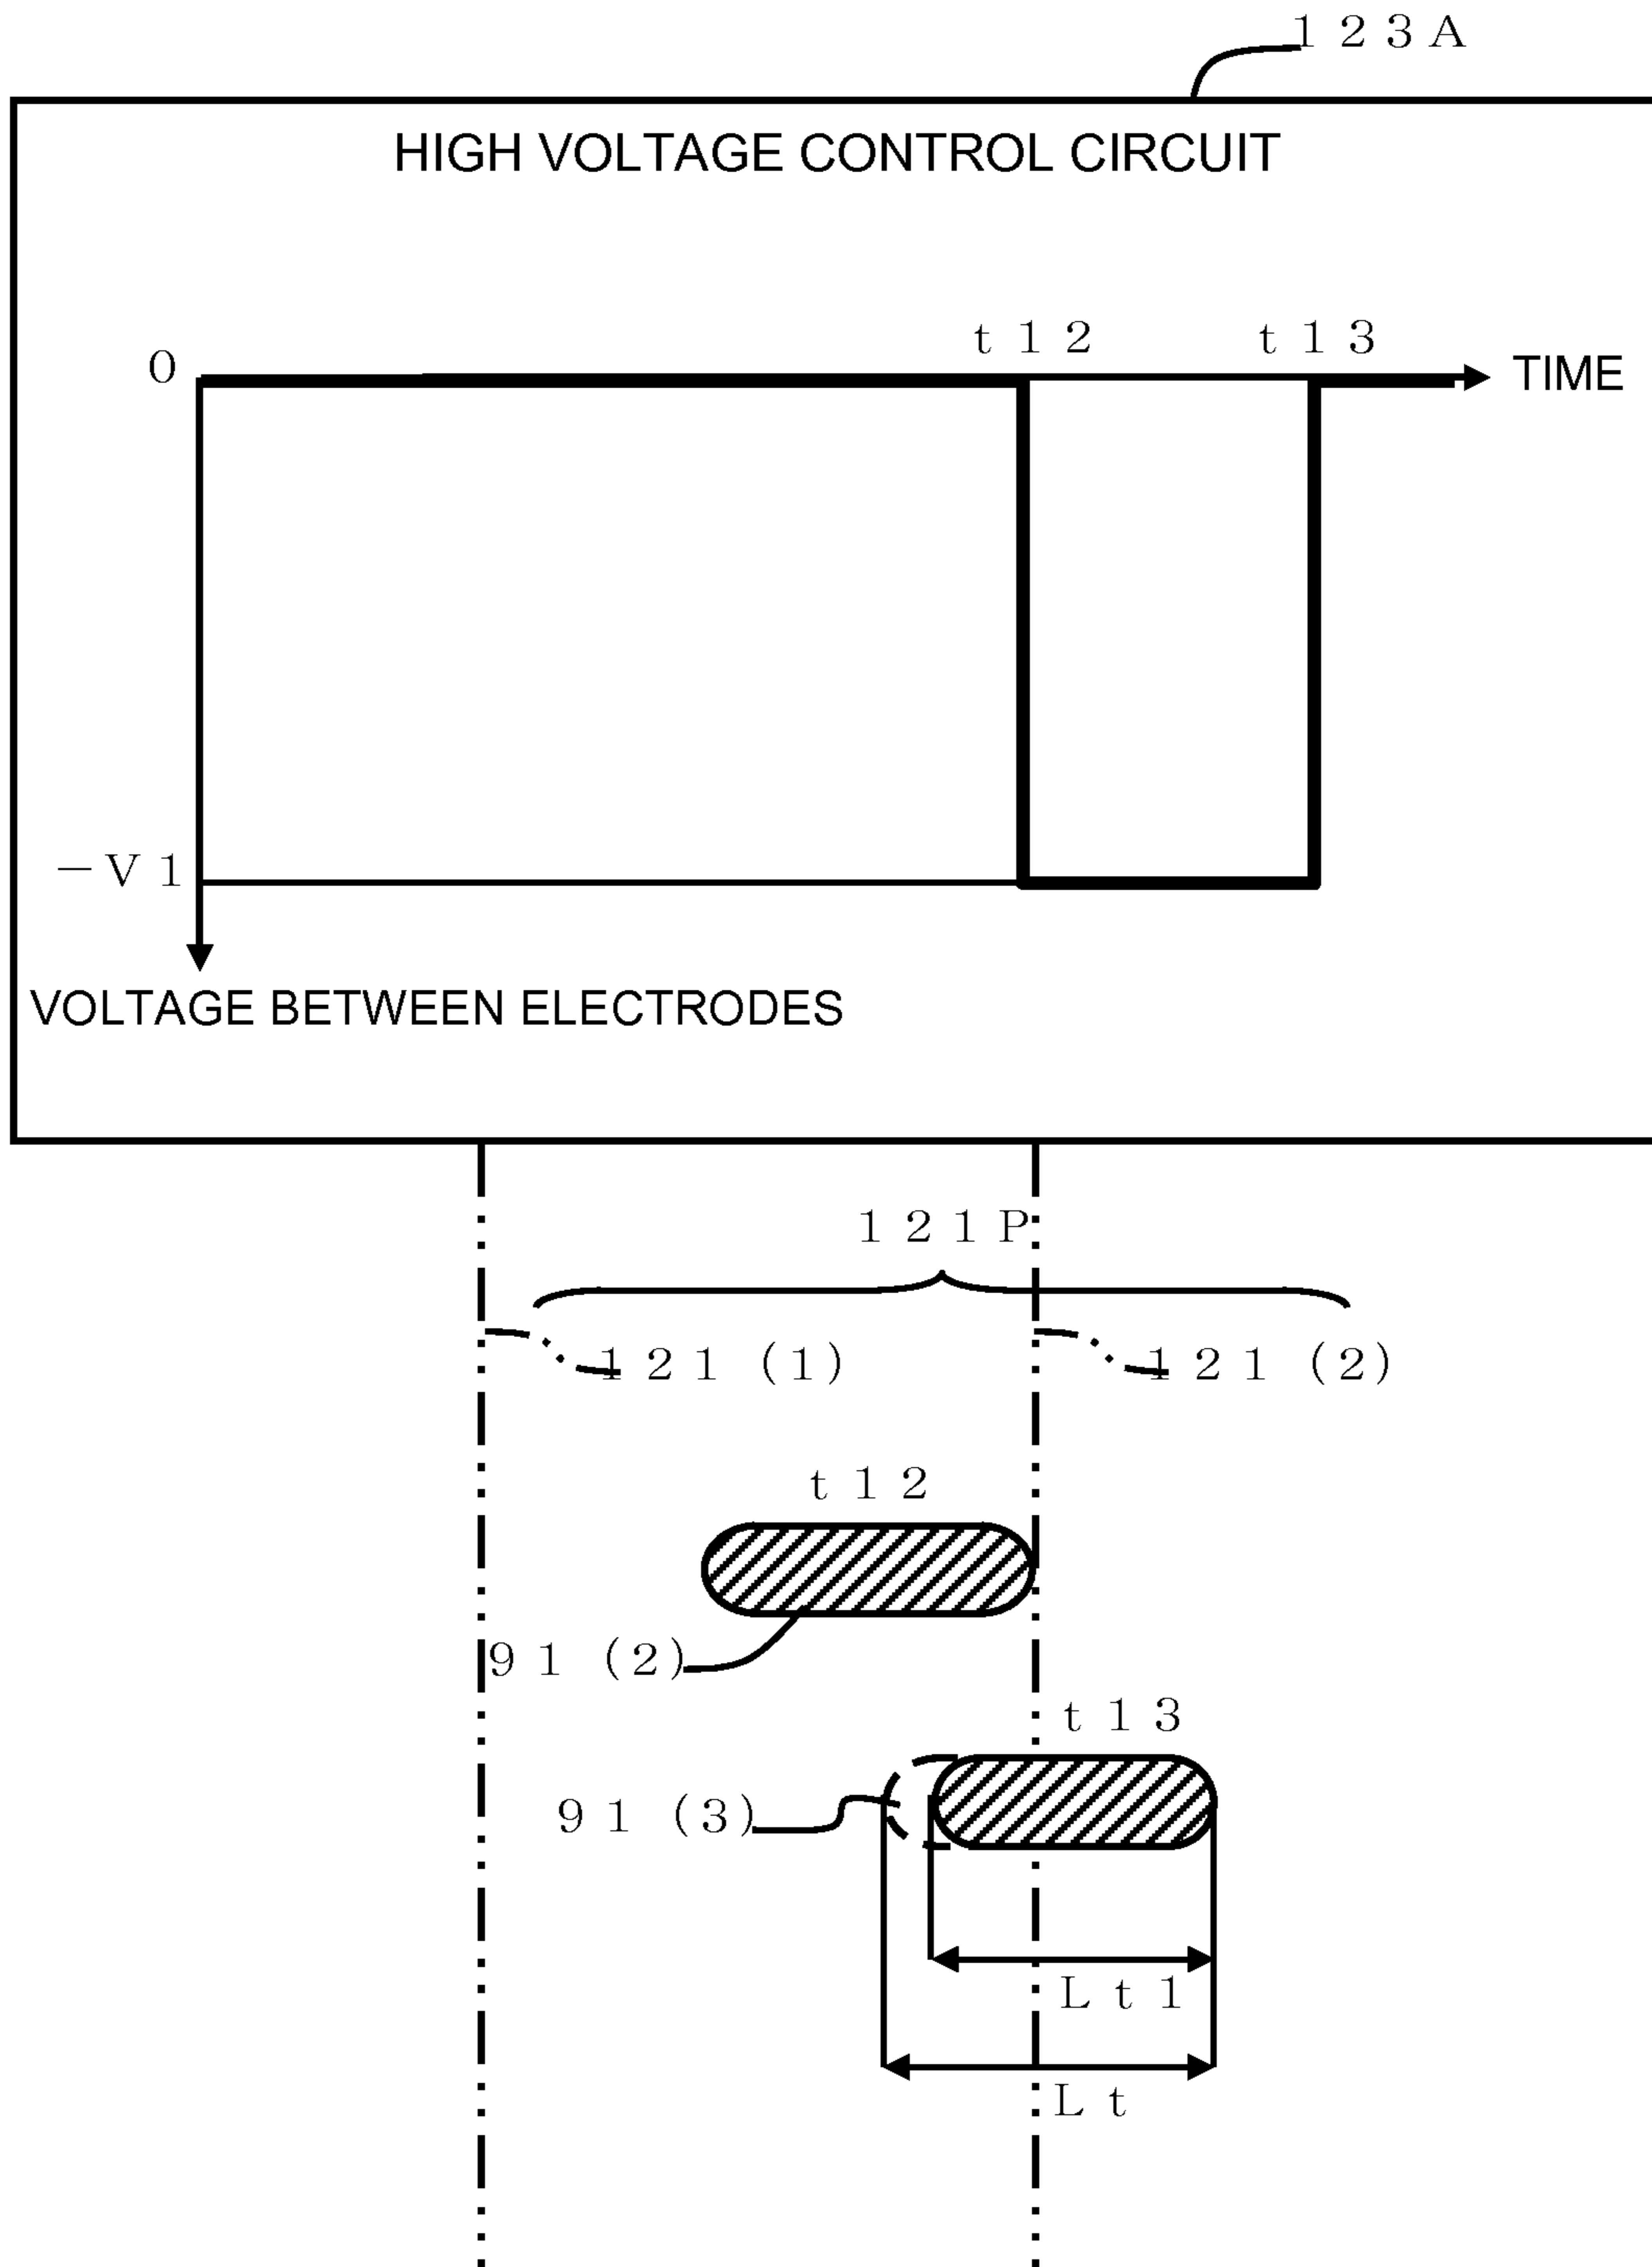 123A
HIGH VOLTAGE CONTROL CIRCUIT
t12 t13
0 TIME
−V1
VOLTAGE BETWEEN ELECTRODES
121P
121(1) 121(2)
t12
91(2)
t13
91(3)
Lt1
Lt